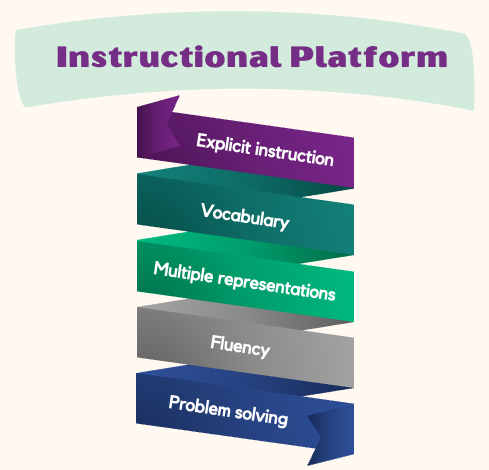 Instructional Platform
Explicit instruction
Vocabulary
Multiple representations
Fluency
Problem solving